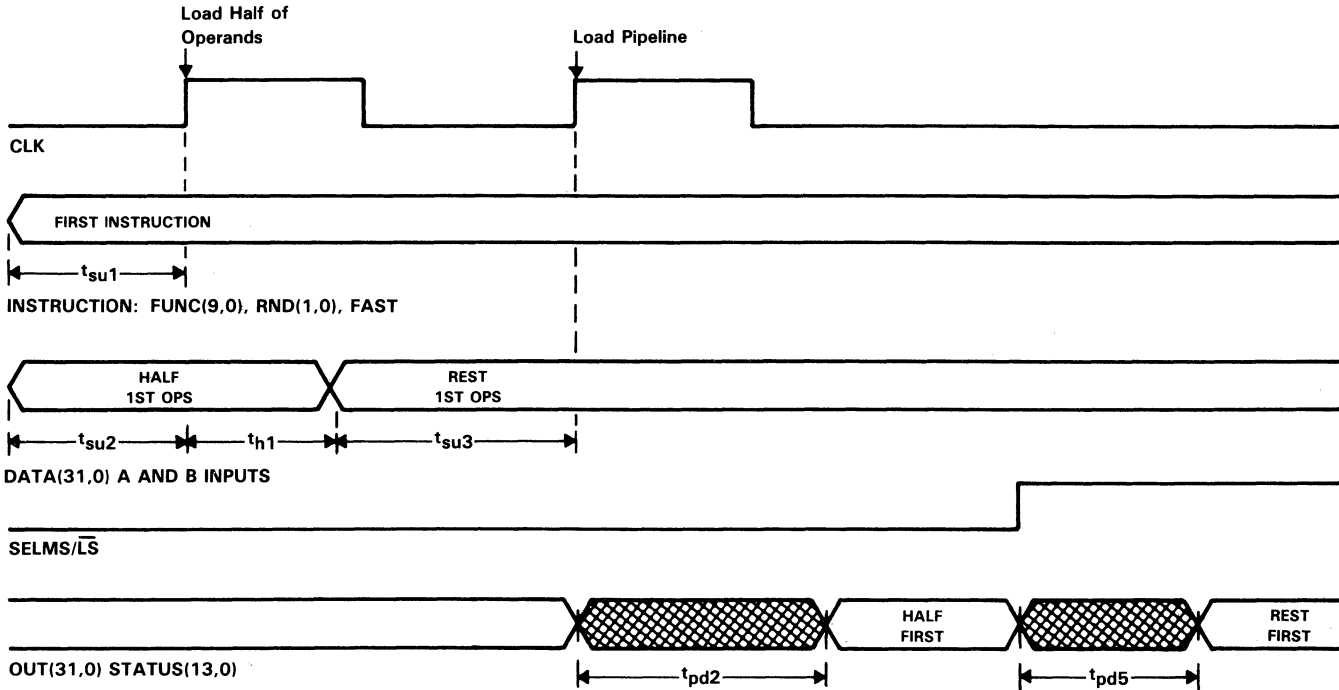 Load Half of
Operands
Load Pipeline
CLK
FIRST INSTRUCTION
tsu1
INSTRUCTION: FUNC(9,0), RND(1,0), FAST
HALF
1ST OPS
REST
1ST OPS
tsu2
th1
tsu3
DATA(31,0) A AND B INPUTS
SELMS/L̅S̅
HALF
FIRST
REST
FIRST
OUT(31,0) STATUS(13,0)
tpd2
tpd5